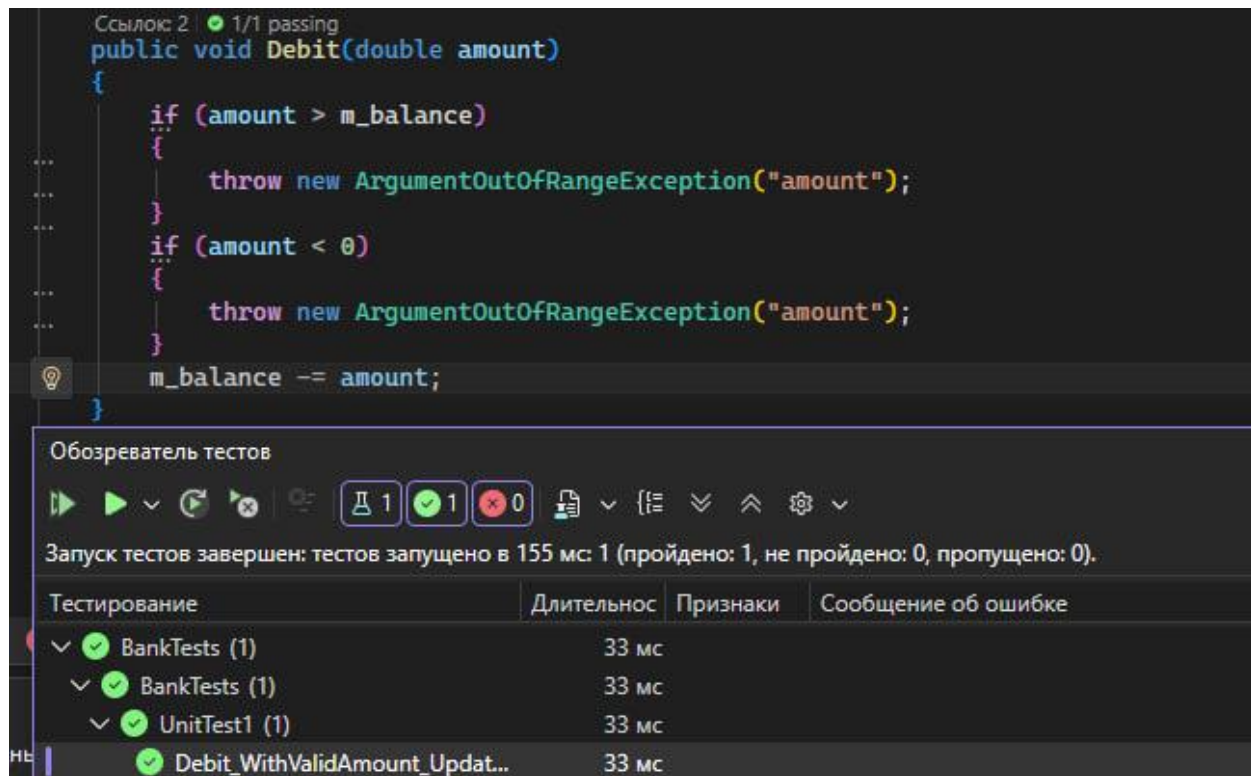 Ссылок: 2 1/1 passing
public void Debit(double amount)
{
if (amount > m_balance)
{
throw new ArgumentOutOfRangeException("amount");
}
if (amount < 0)
{
throw new ArgumentOutOfRangeException("amount");
}
m_balance -= amount;
}
Обозреватель тестов
1 1 0
Запуск тестов завершен: тестов запущено в 155 мс: 1 (пройдено: 1, не пройдено: 0, пропущено: 0).
Тестирование Длительнос Признаки Сообщение об ошибке
BankTests (1) 33 мс
BankTests (1) 33 мс
UnitTest1 (1) 33 мс
Debit_WithValidAmount_Updat... 33 мс